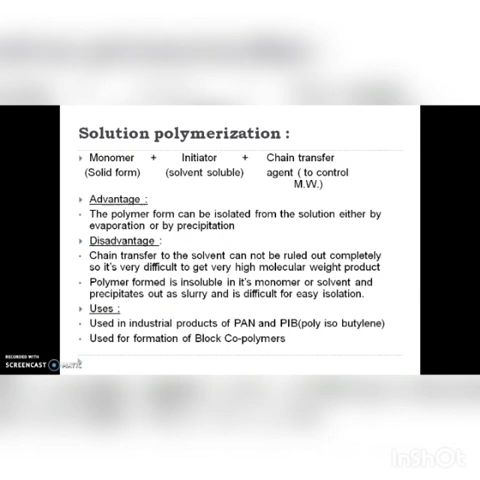 Solution polymerization :
Monomer + Initiator + Chain transfer
(Solid form) (solvent soluble) agent ( to control
M.W.)
Advantage :
The polymer form can be isolated from the solution either by
evaporation or by precipitation
Disadvantage :
Chain transfer to the solvent can not be ruled out completely
so it's very difficult to get very high molecular weight product
Polymer formed is insoluble in it's monomer or solvent and
precipitates out as slurry and is difficult for easy isolation.
Uses :
Used in industrial products of PAN and PIB(poly iso butylene)
Used for formation of Block Co-polymers
RECORDED WITH
SCREENCAST MATIC
InShOt